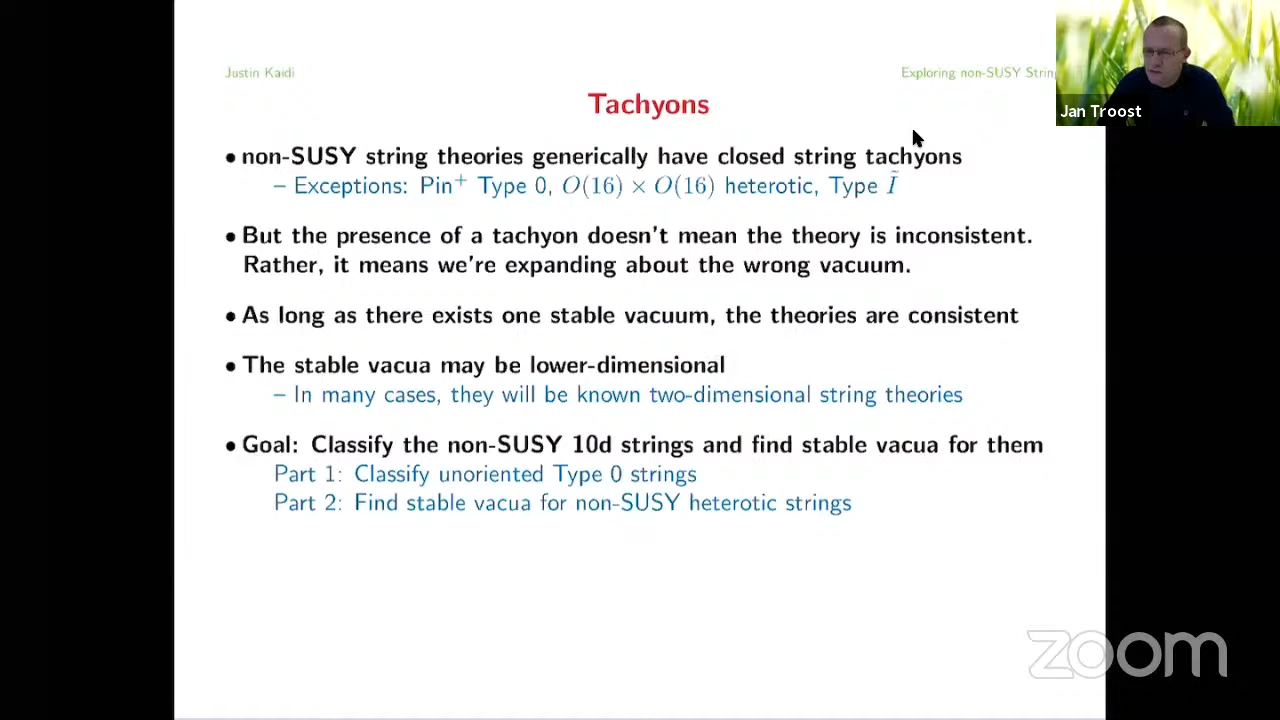 Justin Kaidi
Exploring non-SUSY Strin
Jan Troost
Tachyons
• non-SUSY string theories generically have closed string tachyons
– Exceptions: Pin⁺ Type 0, O(16) × O(16) heterotic, Type Ĩ
• But the presence of a tachyon doesn't mean the theory is inconsistent.
Rather, it means we're expanding about the wrong vacuum.
• As long as there exists one stable vacuum, the theories are consistent
• The stable vacua may be lower-dimensional
– In many cases, they will be known two-dimensional string theories
• Goal: Classify the non-SUSY 10d strings and find stable vacua for them
Part 1: Classify unoriented Type 0 strings
Part 2: Find stable vacua for non-SUSY heterotic strings
zoom